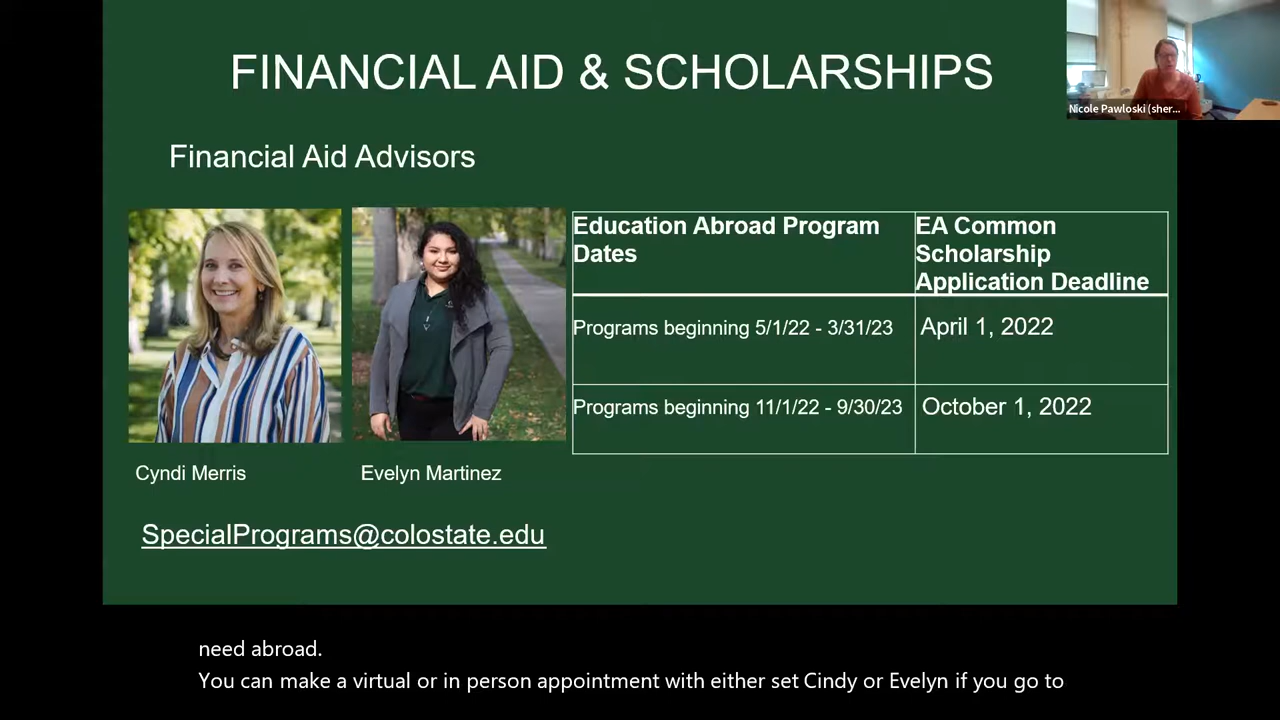 FINANCIAL AID & SCHOLARSHIPS
Nicole Pawloski (sher...
Financial Aid Advisors
Education Abroad Program
Dates
EA Common
Scholarship
Application Deadline
Programs beginning 5/1/22 - 3/31/23
April 1, 2022
Programs beginning 11/1/22 - 9/30/23
October 1, 2022
Cyndi Merris
Evelyn Martinez
SpecialPrograms@colostate.edu
need abroad.
You can make a virtual or in person appointment with either set Cindy or Evelyn if you go to